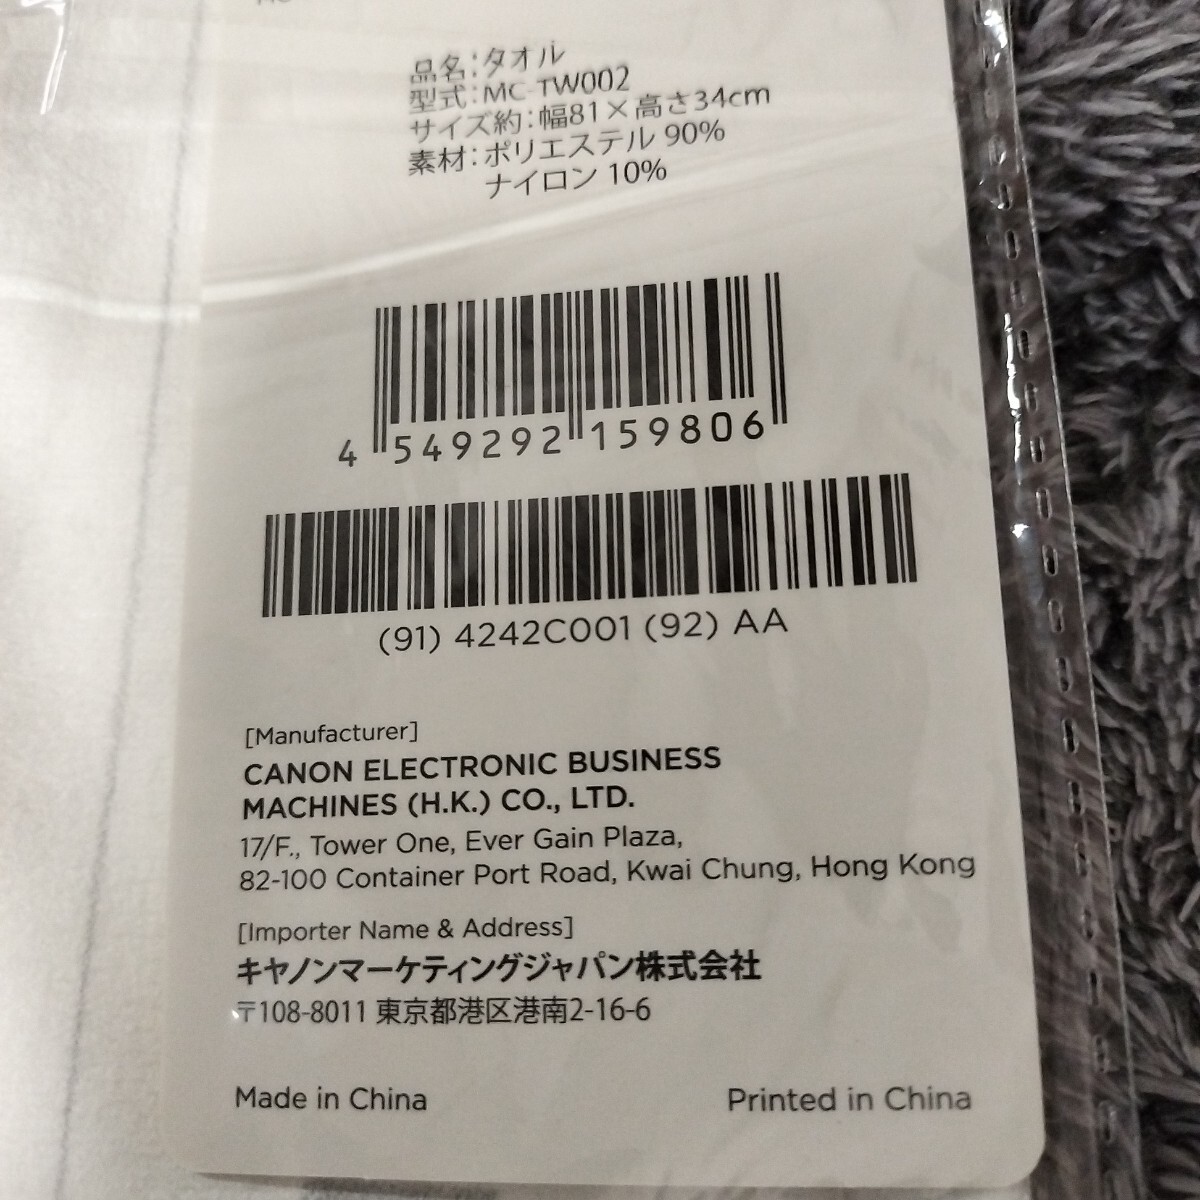 品名:タオル
型式:MC-TW002
サイズ約:幅81×高さ34cm
素材:ポリエステル 90%
ナイロン 10%
4 549292 159806
(91) 4242C001 (92) AA
[Manufacturer]
CANON ELECTRONIC BUSINESS
MACHINES (H.K.) CO., LTD.
17/F., Tower One, Ever Gain Plaza,
82-100 Container Port Road, Kwai Chung, Hong Kong
[Importer Name & Address]
キヤノンマーケティングジャパン株式会社
〒108-8011 東京都港区港南2-16-6
Made in China
Printed in China